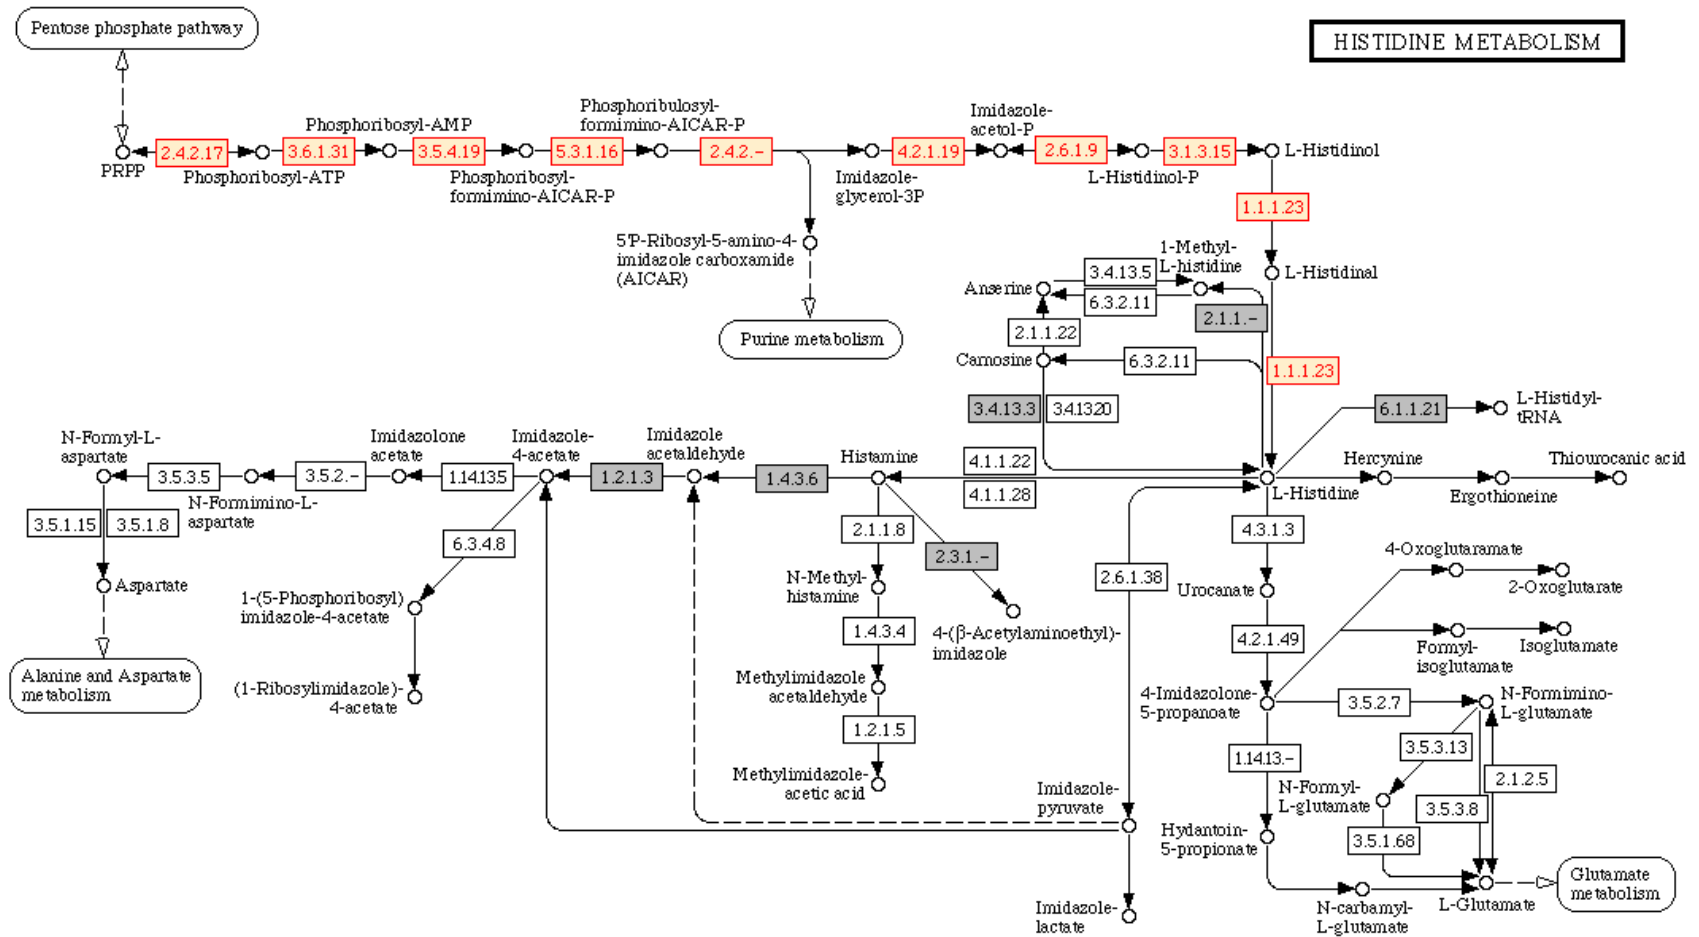 Pentose phosphate pathway
HISTIDINE METABOLISM
Phosphoribulosyl-
formimino-AICAR-P
Imidazole-
acetol-P
Phosphoribosyl-AMP
2.4.2.17
3.6.1.31
3.5.4.19
5.3.1.16
2.4.2.-
4.2.1.19
2.6.1.9
3.1.3.15
L-Histidinol
PRPP
Phosphoribosyl-ATP
Phosphoribosyl-
formimino-AICAR-P
Imidazole-
glycerol-3P
L-Histidinol-P
1.1.1.23
5'P-Ribosyl-5-amino-4-
imidazole carboxamide
(AICAR)
1-Methyl-
L-histidine
3.4.13.5
L-Histidinal
Anserine
6.3.2.11
2.1.1.-
2.1.1.22
Purine metabolism
Carnosine
6.3.2.11
1.1.1.23
3.4.13.3
3.4.1320
6.1.1.21
L-Histidyl-
tRNA
N-Formyl-L-
aspartate
Imidazolone
acetate
Imidazole-
4-acetate
Imidazole
acetaldehyde
Histamine
4.1.1.22
Hercynine
Thiourocanic acid
3.5.3.5
3.5.2.-
1.14.13.5
1.2.1.3
1.4.3.6
4.1.1.28
L-Histidine
Ergothioneine
N-Formimino-L-
aspartate
3.5.1.15
3.5.1.8
6.3.4.8
2.1.1.8
2.3.1.-
4.3.1.3
4-Oxoglutaramate
2-Oxoglutarate
Aspartate
N-Methyl-
histamine
2.6.1.38
Urocanate
1-(5-Phosphoribosyl)
imidazole-4-acetate
1.4.3.4
4-(β-Acetylaminoethyl)-
imidazole
4.2.1.49
Formyl-
isoglutamate
Isoglutamate
Alanine and Aspartate
metabolism
(1-Ribosylimidazole)-
4-acetate
Methylimidazole
acetaldehyde
4-Imidazolone-
5-propanoate
3.5.2.7
N-Formimino-
L-glutamate
1.2.1.5
1.14.13.-
3.5.3.13
2.1.2.5
Methylimidazole-
acetic acid
Imidazole-
pyruvate
N-Formyl-
L-glutamate
3.5.3.8
Hydantoin-
5-propionate
3.5.1.68
Glutamate
metabolism
Imidazole-
lactate
N-carbamyl-
L-glutamate
L-Glutamate